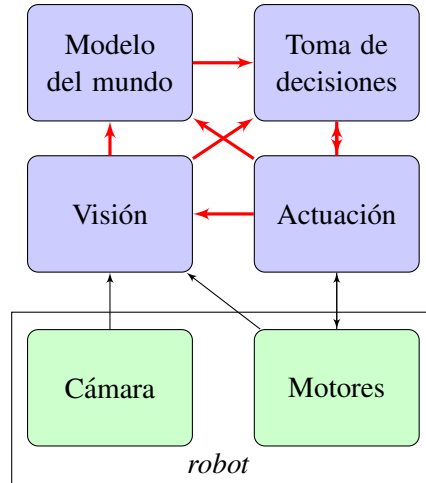 Modelo
del mundo
Toma de
decisiones
Visión
Actuación
Cámara
Motores
robot